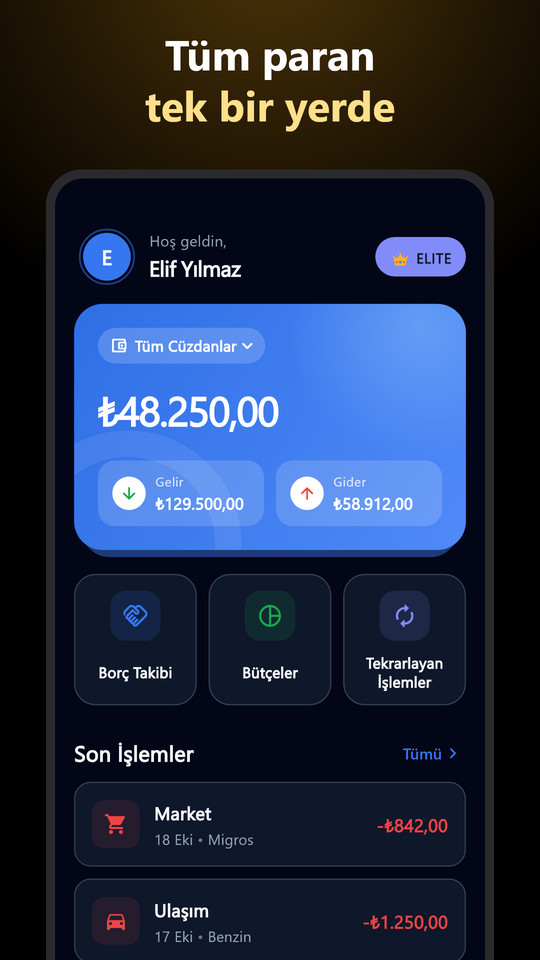 Tüm paran
tek bir yerde
E
Hoş geldin,
Elif Yılmaz
ELITE
Tüm Cüzdanlar
₺48.250,00
Gelir
₺129.500,00
Gider
₺58.912,00
Borç Takibi
Bütçeler
Tekrarlayan
İşlemler
Son İşlemler
Tümü
Market
18 Eki • Migros
-₺842,00
Ulaşım
17 Eki • Benzin
-₺1.250,00